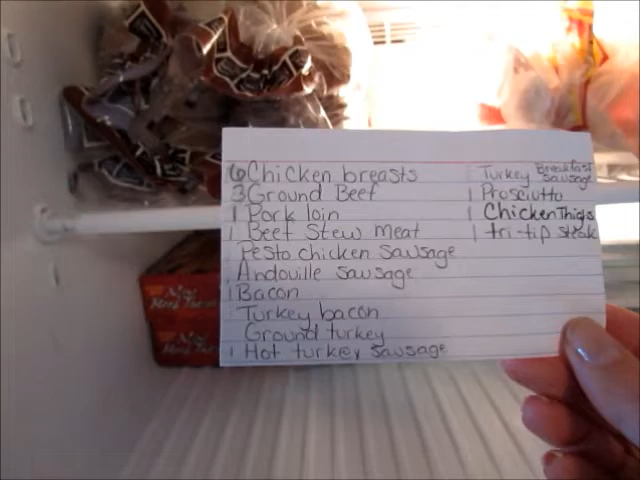 6 Chicken breasts
3 Ground Beef
1 Pork loin
1 Beef Stew meat
Pesto chicken sausage
Andouille sausage
1 Bacon
Turkey bacon
Ground turkey
1 Hot turkey sausage
Turkey Breakfast sausage
1 Prosciutto
1 Chicken Thighs
1 tri-tip steak